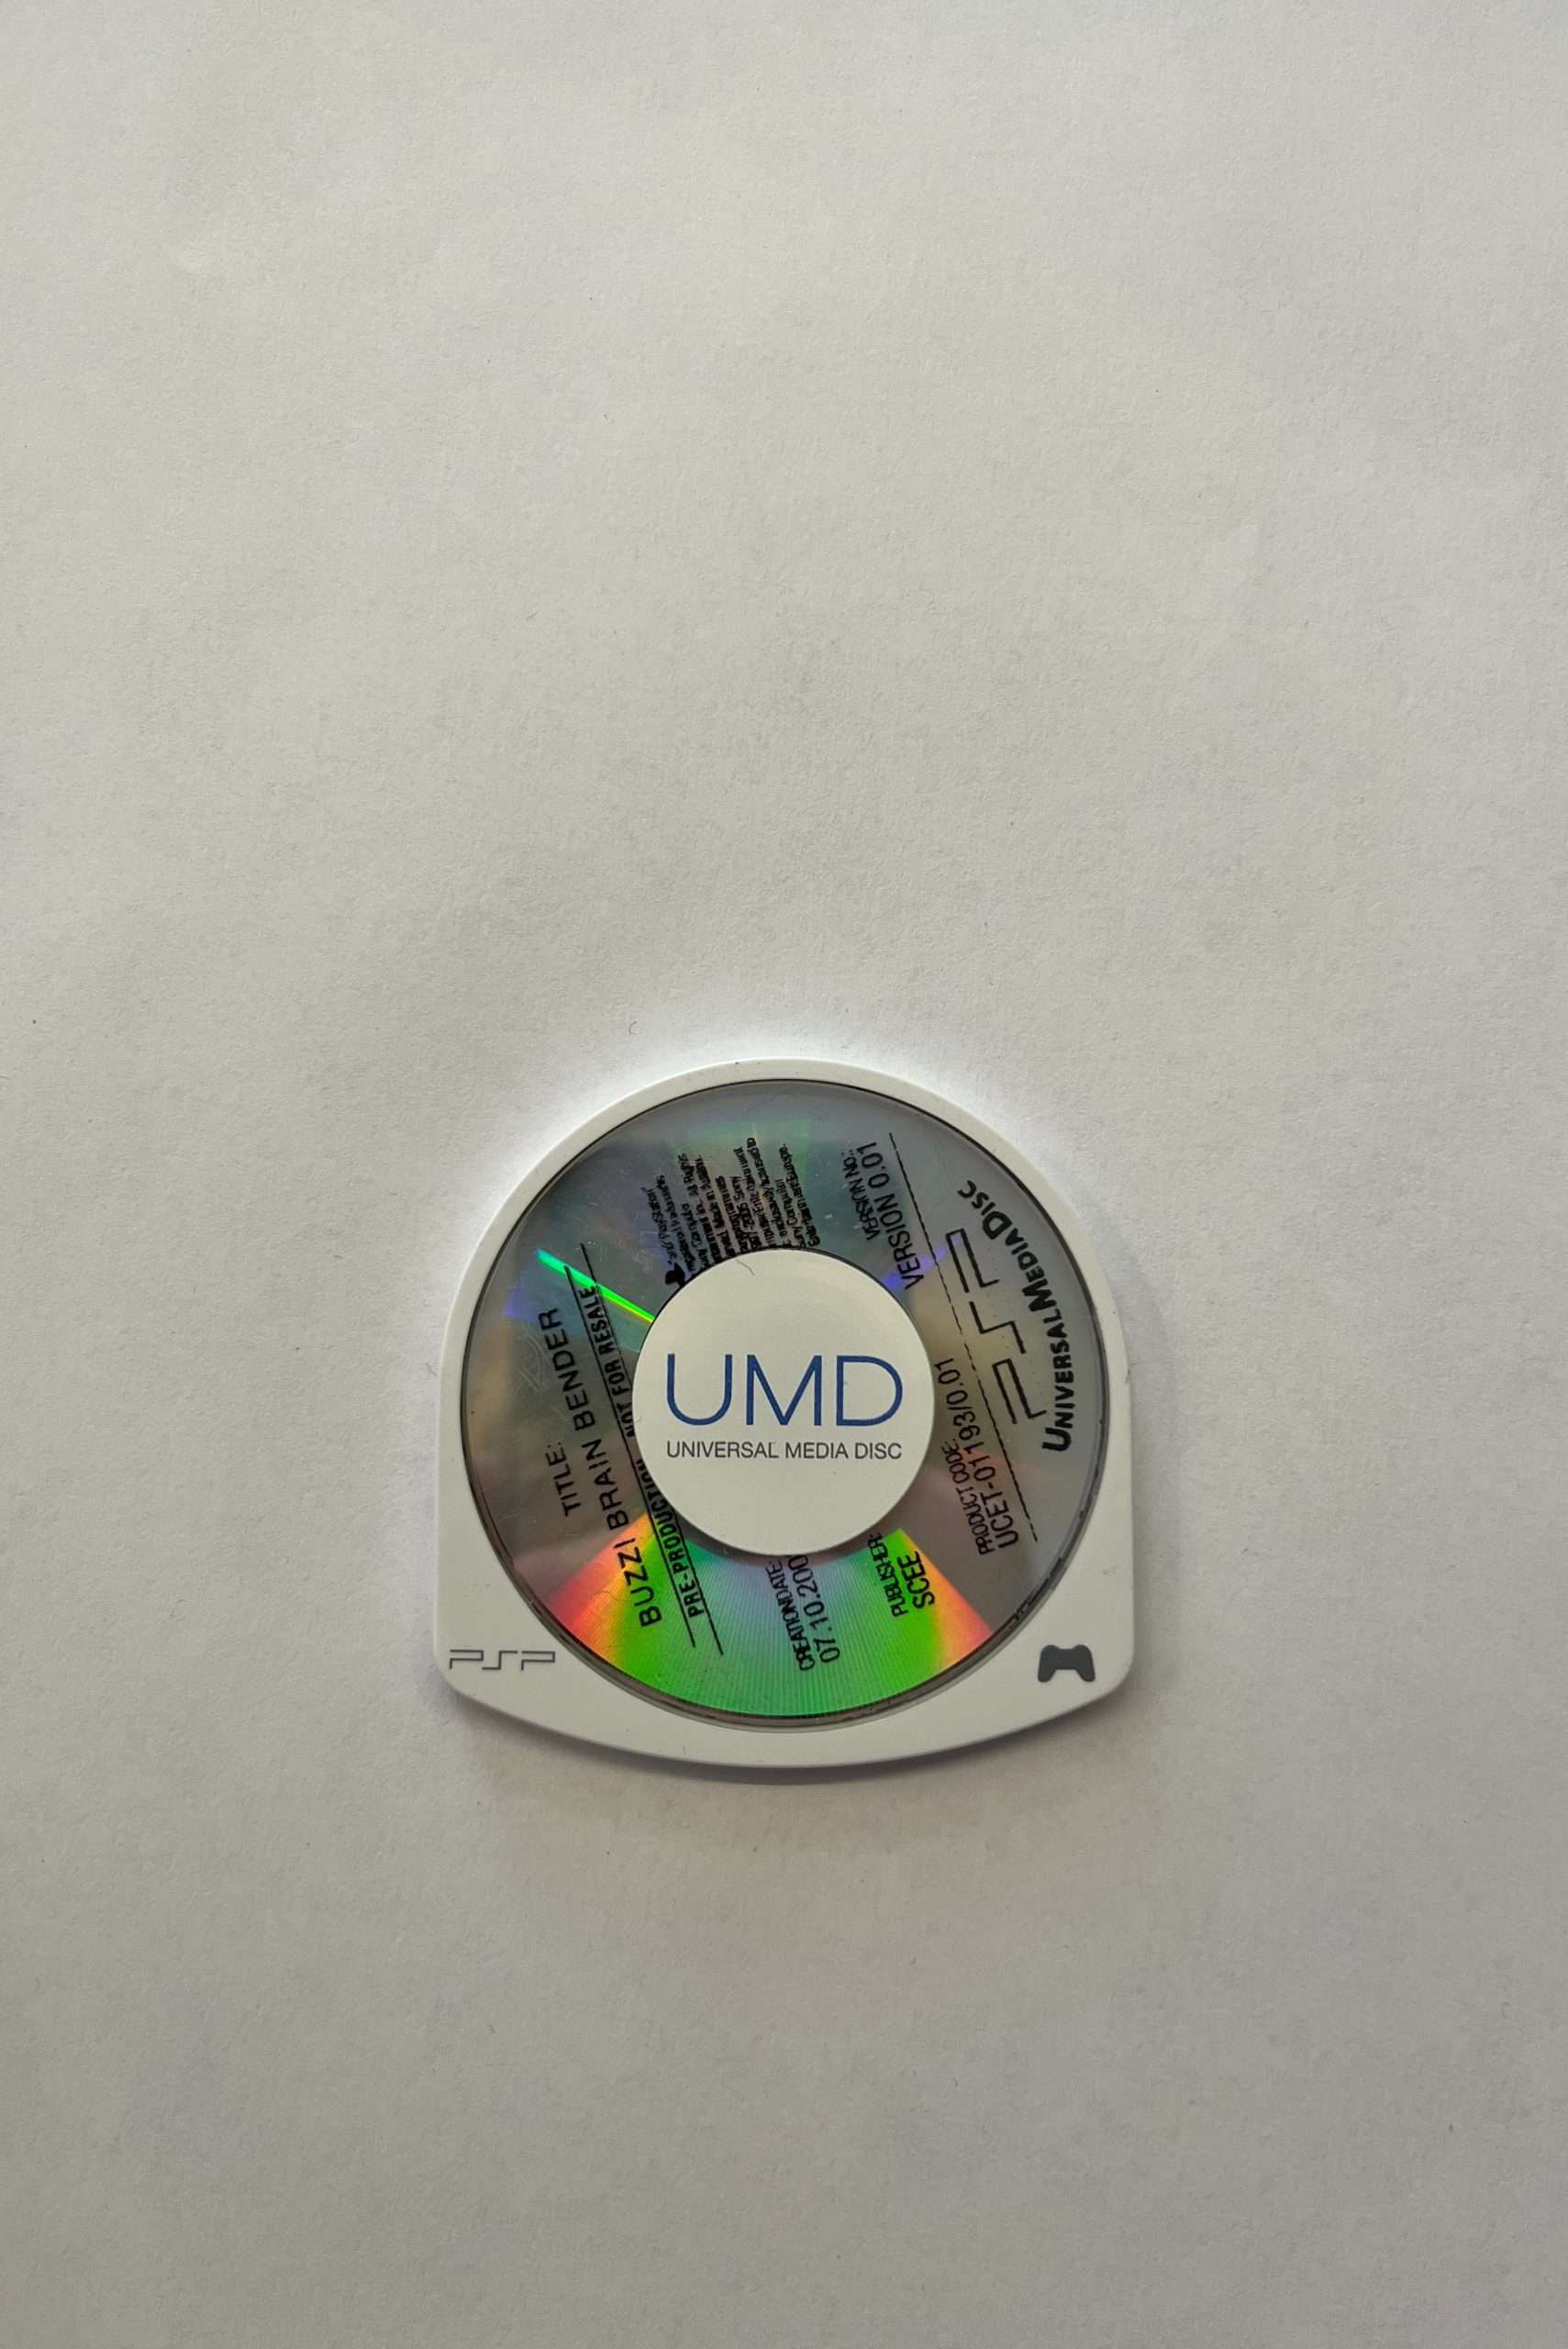 TITLE:
BUZZ! BRAIN BENDER
PRE-PRODUCTION NOT FOR RESALE
CREATION DATE:
07.10.200
PUBLISHER:
SCEE
VERSION NO.:
VERSION 0.01
PRODUCT CODE:
UCET-01193/0.01
PSP
UNIVERSAL MEDIA DISC
UMD
UNIVERSAL MEDIA DISC
PSP